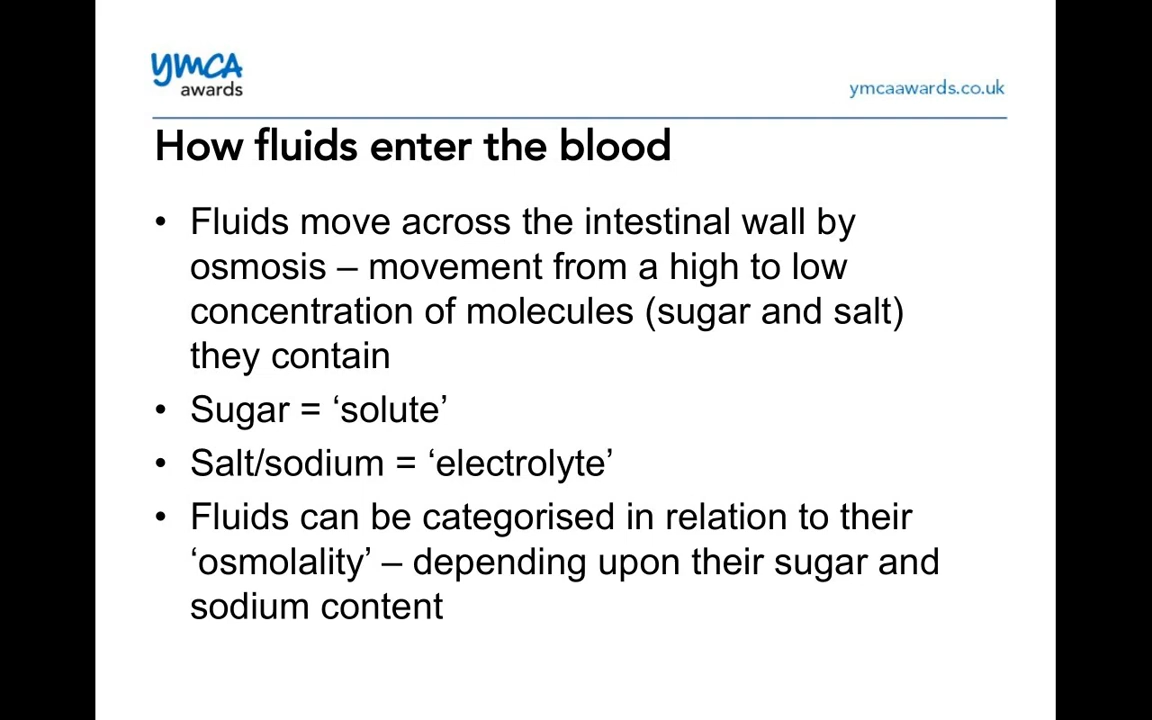 ymca
awards
ymcaawards.co.uk
How fluids enter the blood
• Fluids move across the intestinal wall by
osmosis – movement from a high to low
concentration of molecules (sugar and salt)
they contain
• Sugar = ‘solute’
• Salt/sodium = ‘electrolyte’
• Fluids can be categorised in relation to their
‘osmolality’ – depending upon their sugar and
sodium content